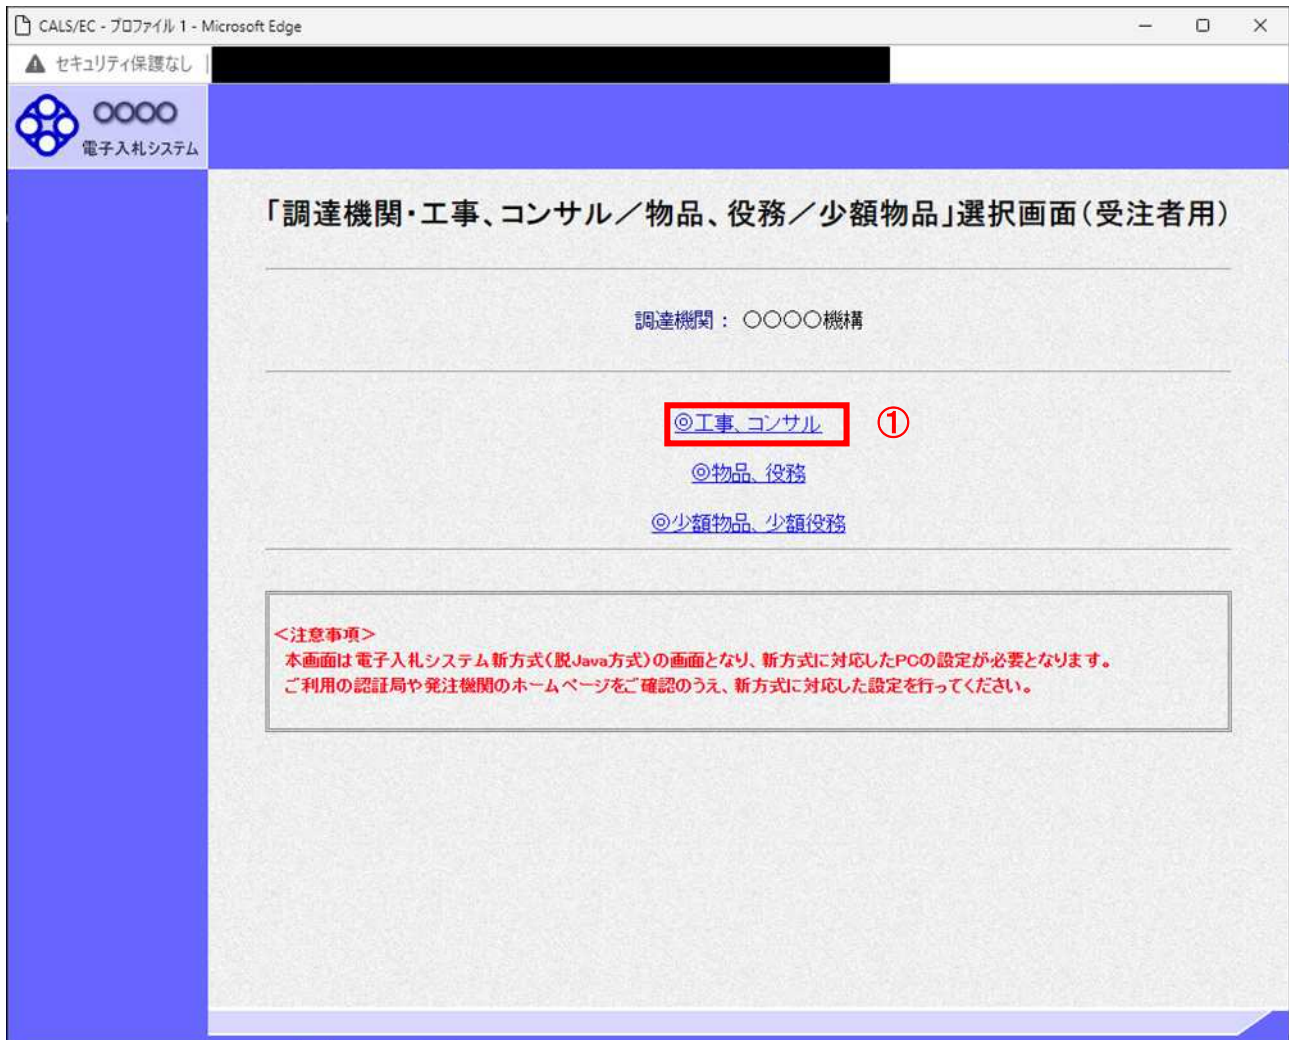 CALS/EC - プロファイル 1 - Microsoft Edge
セキュリティ保護なし
○○○○
電子入札システム
「調達機関・工事、コンサル／物品、役務／少額物品」選択画面（受注者用）
調達機関： ○○○○機構
◎工事、コンサル ①
◎物品、役務
◎少額物品、少額役務
＜注意事項＞
本画面は電子入札システム新方式（脱Java方式）の画面となり、新方式に対応したPCの設定が必要となります。
ご利用の認証局や発注機関のホームページをご確認のうえ、新方式に対応した設定を行ってください。